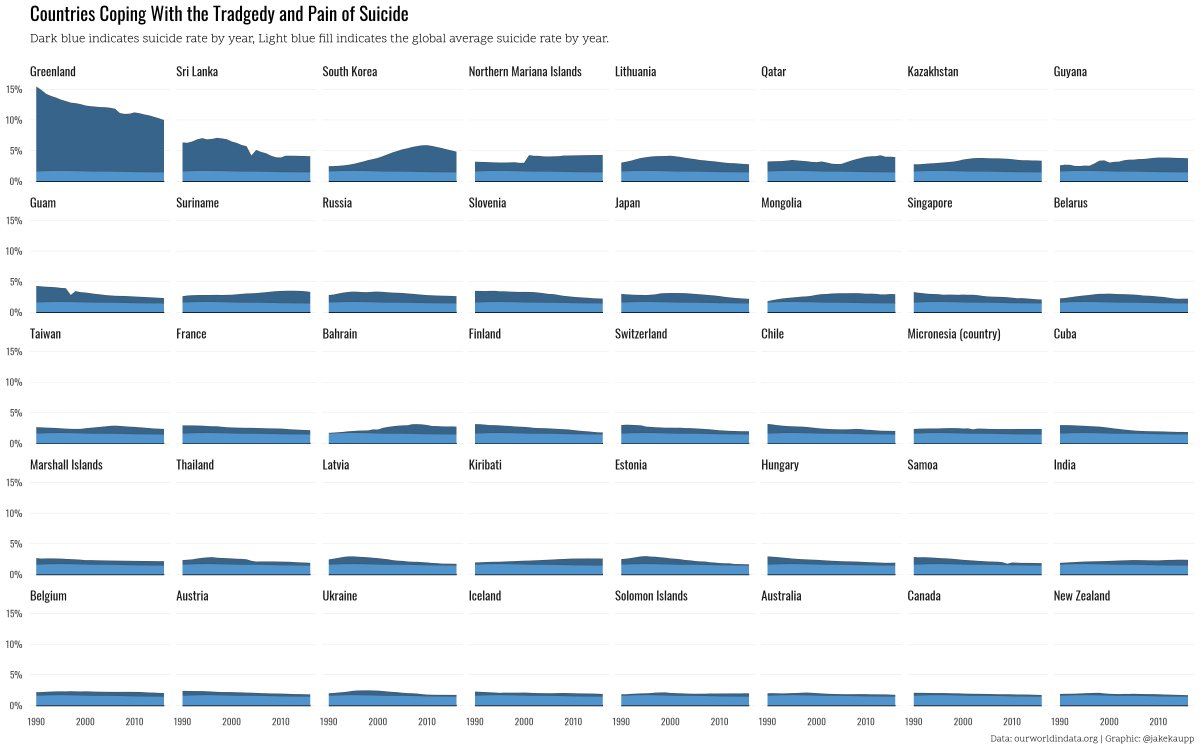 Countries Coping With the Tradgedy and Pain of Suicide
Dark blue indicates suicide rate by year, Light blue fill indicates the global average suicide rate by year.
Greenland Sri Lanka South Korea Northern Mariana Islands Lithuania Qatar Kazakhstan Guyana
15%
10%
5%
0%
Guam Suriname Russia Slovenia Japan Mongolia Singapore Belarus
15%
10%
5%
0%
Taiwan France Bahrain Finland Switzerland Chile Micronesia (country) Cuba
15%
10%
5%
0%
Marshall Islands Thailand Latvia Kiribati Estonia Hungary Samoa India
15%
10%
5%
0%
Belgium Austria Ukraine Iceland Solomon Islands Australia Canada New Zealand
15%
10%
5%
0%
1990 2000 2010 1990 2000 2010 1990 2000 2010 1990 2000 2010 1990 2000 2010 1990 2000 2010 1990 2000 2010 1990 2000 2010
Data: ourworldindata.org | Graphic: @jakekaupp